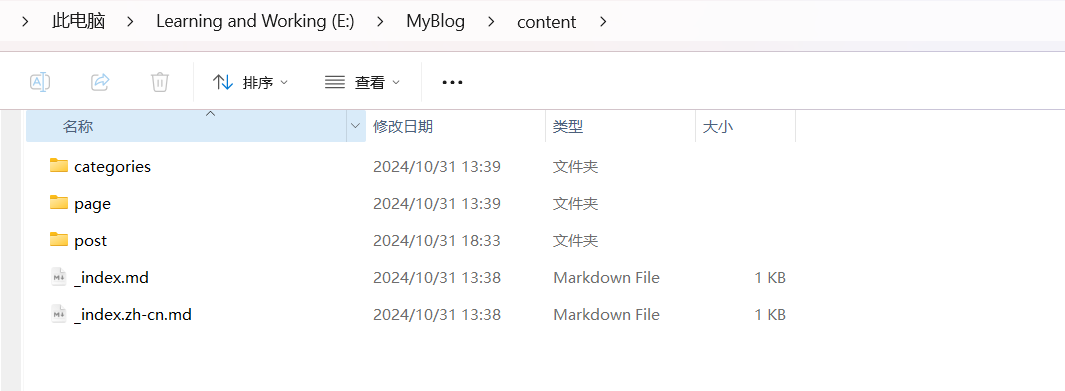 此电脑 Learning and Working (E:) MyBlog content
排序 查看
名称 修改日期 类型 大小
categories 2024/10/31 13:39 文件夹
page 2024/10/31 13:39 文件夹
post 2024/10/31 18:33 文件夹
_index.md 2024/10/31 13:38 Markdown File 1 KB
_index.zh-cn.md 2024/10/31 13:38 Markdown File 1 KB